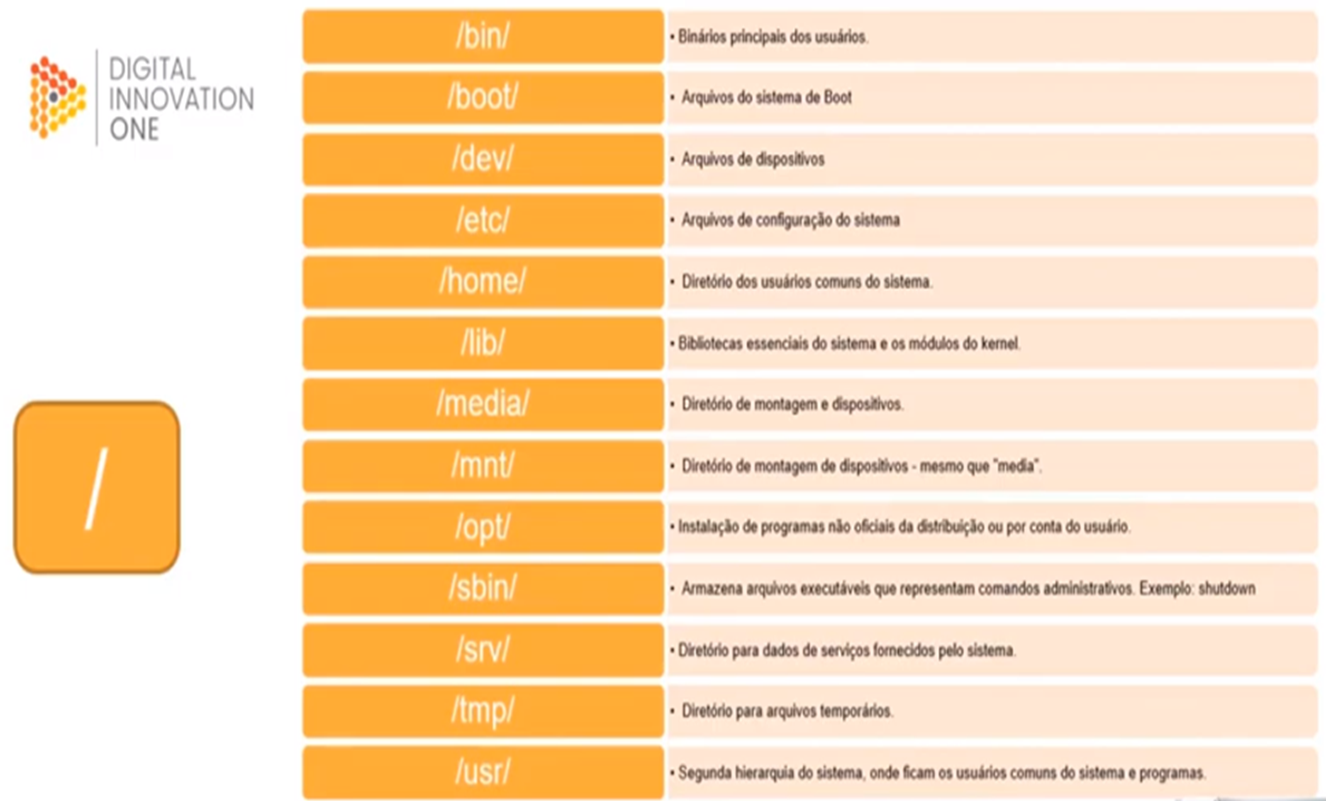 DIGITAL
INNOVATION
ONE
/
/bin/
• Binários principais dos usuários.
/boot/
• Arquivos do sistema de Boot
/dev/
• Arquivos de dispositivos
/etc/
• Arquivos de configuração do sistema
/home/
• Diretório dos usuários comuns do sistema.
/lib/
• Bibliotecas essenciais do sistema e os módulos do kernel.
/media/
• Diretório de montagem e dispositivos.
/mnt/
• Diretório de montagem de dispositivos - mesmo que "media".
/opt/
• Instalação de programas não oficiais da distribuição ou por conta do usuário.
/sbin/
• Armazena arquivos executáveis que representam comandos administrativos. Exemplo: shutdown
/srv/
• Diretório para dados de serviços fornecidos pelo sistema.
/tmp/
• Diretório para arquivos temporários.
/usr/
• Segunda hierarquia do sistema, onde ficam os usuários comuns do sistema e programas.